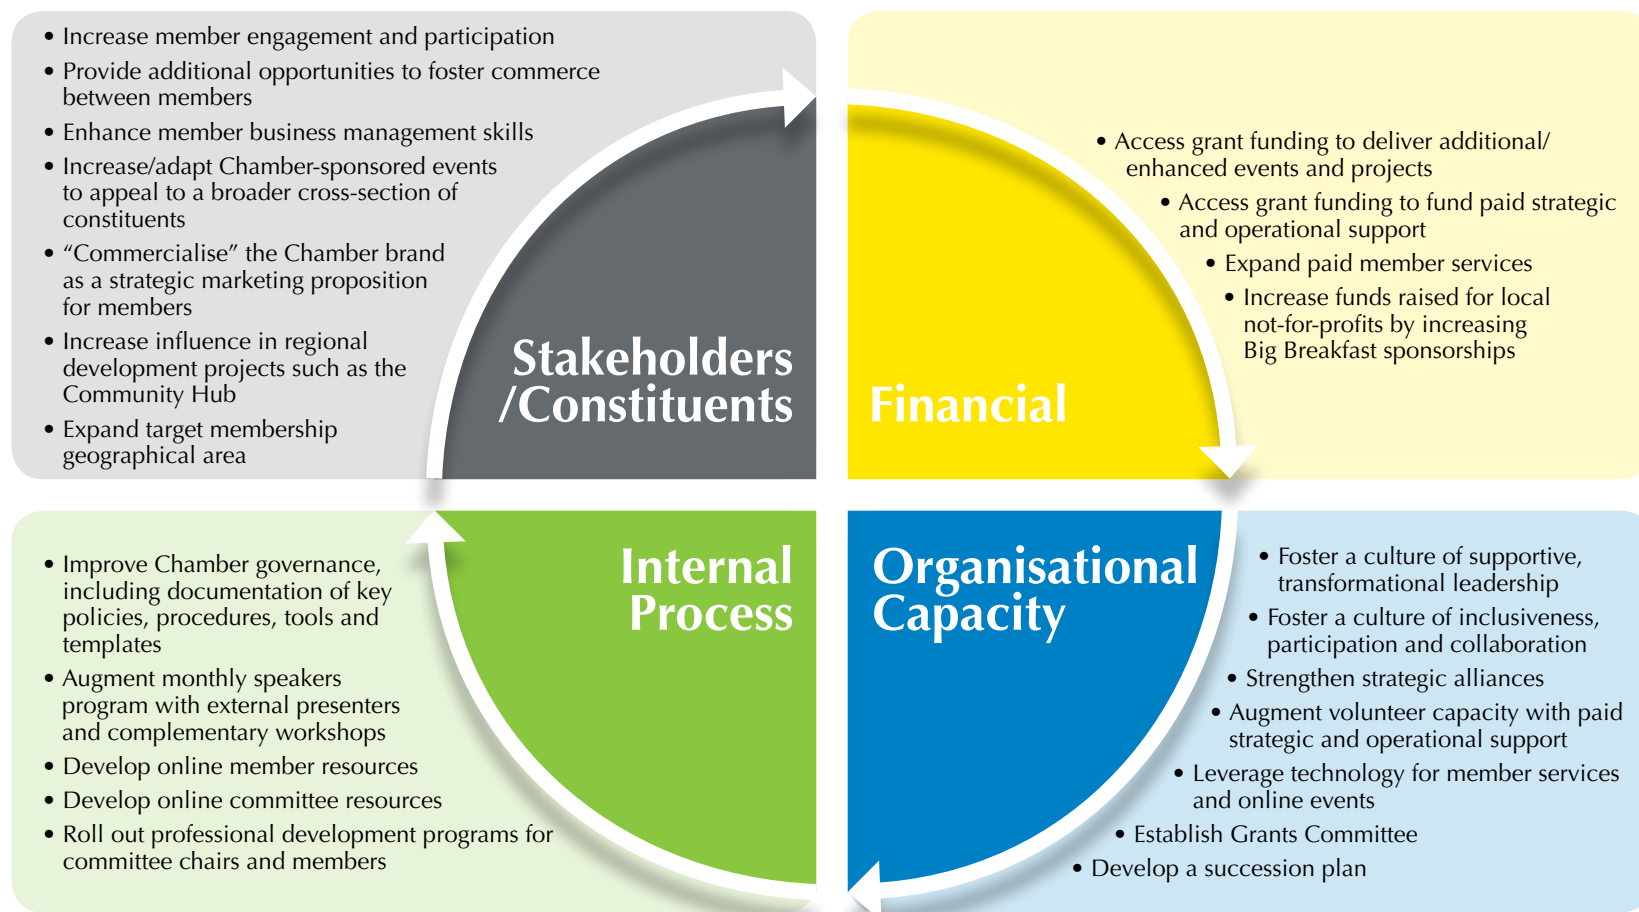 • Increase member engagement and participation
• Provide additional opportunities to foster commerce
between members
• Enhance member business management skills
• Increase/adapt Chamber-sponsored events
to appeal to a broader cross-section of
constituents
• “Commercialise” the Chamber brand
as a strategic marketing proposition
for members
• Increase influence in regional
development projects such as the
Community Hub
• Expand target membership
geographical area
Stakeholders
/Constituents
Financial
• Access grant funding to deliver additional/
enhanced events and projects
• Access grant funding to fund paid strategic
and operational support
• Expand paid member services
• Increase funds raised for local
not-for-profits by increasing
Big Breakfast sponsorships
• Improve Chamber governance,
including documentation of key
policies, procedures, tools and
templates
• Augment monthly speakers
program with external presenters
and complementary workshops
• Develop online member resources
• Develop online committee resources
• Roll out professional development programs for
committee chairs and members
Internal
Process
Organisational
Capacity
• Foster a culture of supportive,
transformational leadership
• Foster a culture of inclusiveness,
participation and collaboration
• Strengthen strategic alliances
• Augment volunteer capacity with paid
strategic and operational support
• Leverage technology for member services
and online events
• Establish Grants Committee
• Develop a succession plan